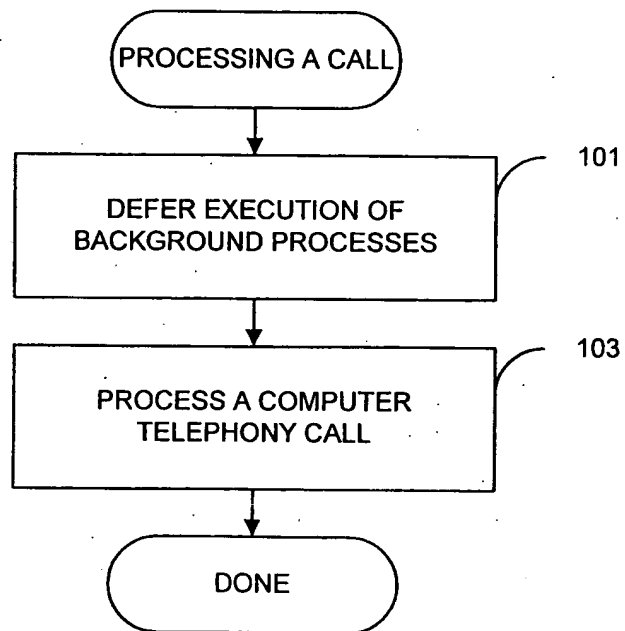 PROCESSING A CALL
101
DEFER EXECUTION OF
BACKGROUND PROCESSES
103
PROCESS A COMPUTER
TELEPHONY CALL
DONE